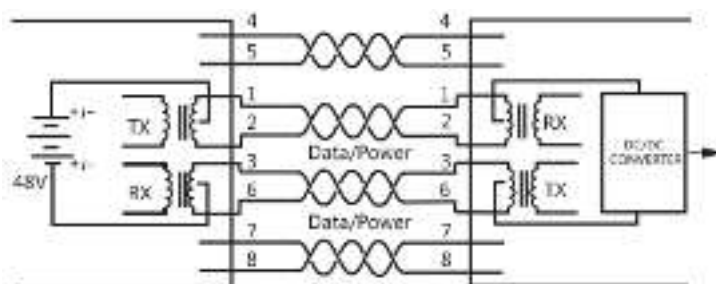 4 4
5 5
1 1
TX RX
2 2
Data/Power
DC/DC
CONVERTER
3 3
48V
RX TX
6 6
Data/Power
7 7
8 8